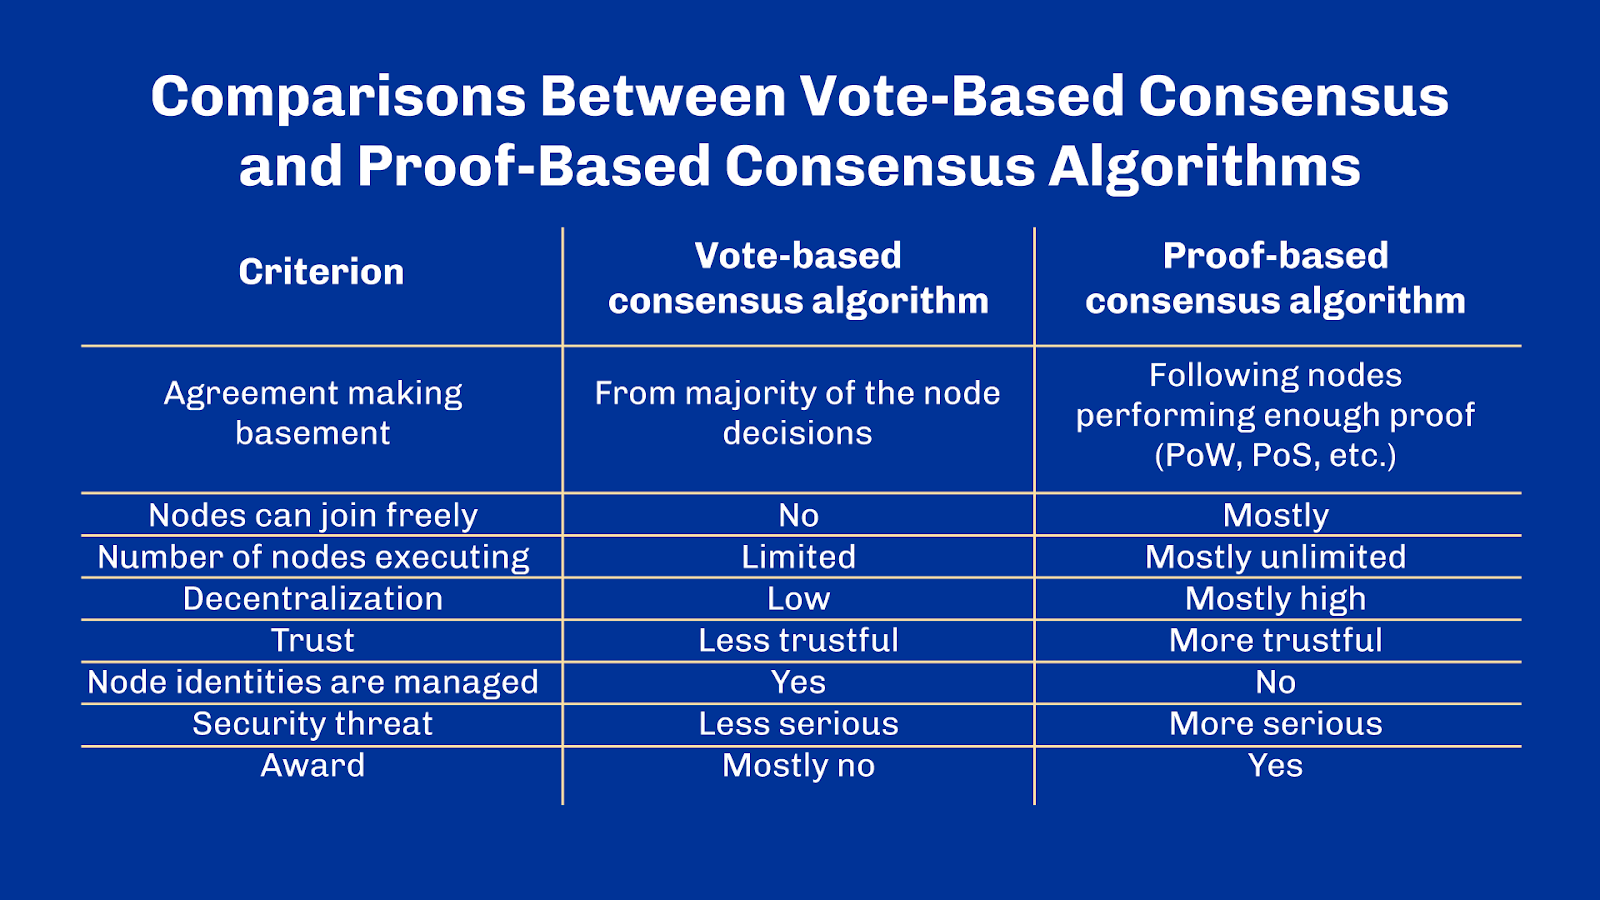 Comparisons Between Vote-Based Consensus
and Proof-Based Consensus Algorithms
Criterion
Vote-based
consensus algorithm
Proof-based
consensus algorithm
Agreement making
basement
From majority of the node
decisions
Following nodes
performing enough proof
(PoW, PoS, etc.)
Nodes can join freely
No
Mostly
Number of nodes executing
Limited
Mostly unlimited
Decentralization
Low
Mostly high
Trust
Less trustful
More trustful
Node identities are managed
Yes
No
Security threat
Less serious
More serious
Award
Mostly no
Yes